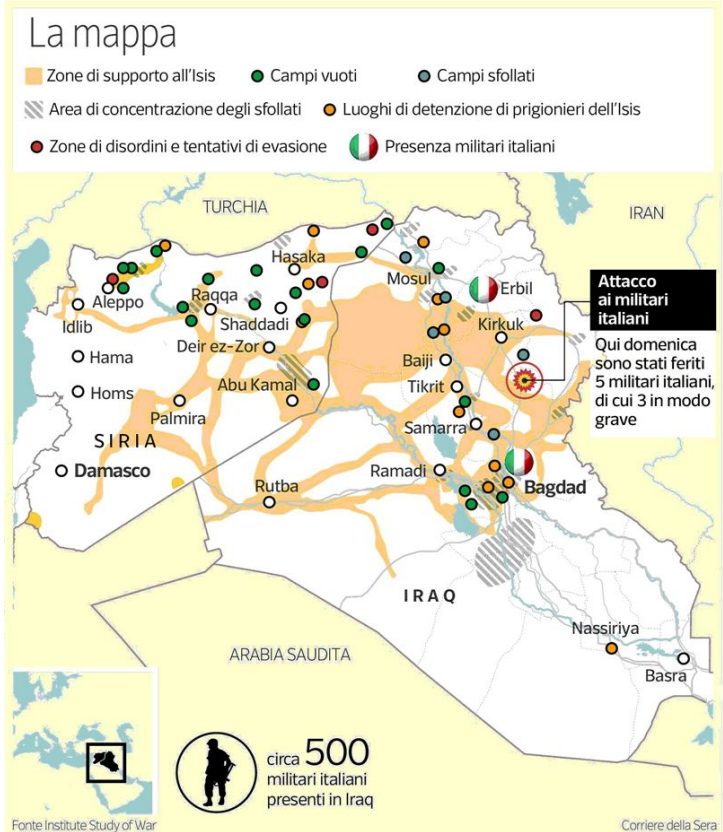 La mappa
Zone di supporto all'Isis
Campi vuoti
Campi sfollati
Area di concentrazione degli sfollati
Luoghi di detenzione di prigionieri dell'Isis
Zone di disordini e tentativi di evasione
Presenza militari italiani
TURCHIA
IRAN
Hasaka
Mosul
Erbil
Attacco
ai militari
italiani
Aleppo
Raqqa
Idlib
Shaddadi
Kirkuk
Qui domenica
sono stati feriti
5 militari italiani,
di cui 3 in modo
grave
Deir ez-Zor
Hama
Baiji
Abu Kamal
Tikrit
Homs
Palmira
Samarra
SIRIA
Damasco
Ramadi
Rutba
Bagdad
IRAQ
Nassiriya
ARABIA SAUDITA
Basra
circa 500
militari italiani
presenti in Iraq
Fonte Institute Study of War
Corriere della Sera